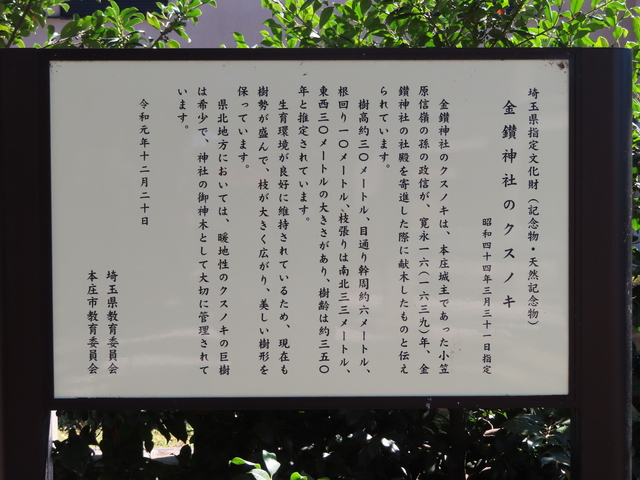 埼玉県指定文化財(記念物・天然記念物)
金鑽神社のクスノキ
昭和四十四年三月三十一日指定
金鑽神社のクスノキは、本庄城主であった小笠
原信嶺の孫の政信が、寛永一六(一六三九)年、金
鑽神社の社殿を寄進した際に献木したものと伝え
られています。
樹高約三〇メートル、目通り幹周約六メートル、
根回り一〇メートル、枝張りは南北三三メートル、
東西三〇メートルの大きさがあり、樹齢は約三五〇
年と推定されています。
生育環境が良好に維持されているため、現在も
樹勢が盛んで、枝が大きく広がり、美しい樹形を
保っています。
県北地方においては、暖地性のクスノキの巨樹
は希少で、神社の御神木として大切に管理されて
います。
令和元年十二月二十日
埼玉県教育委員会
本庄市教育委員会